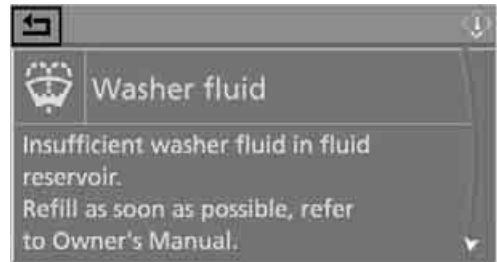 Washer fluid
Insufficient washer fluid in fluid
reservoir.
Refill as soon as possible, refer
to Owner's Manual.